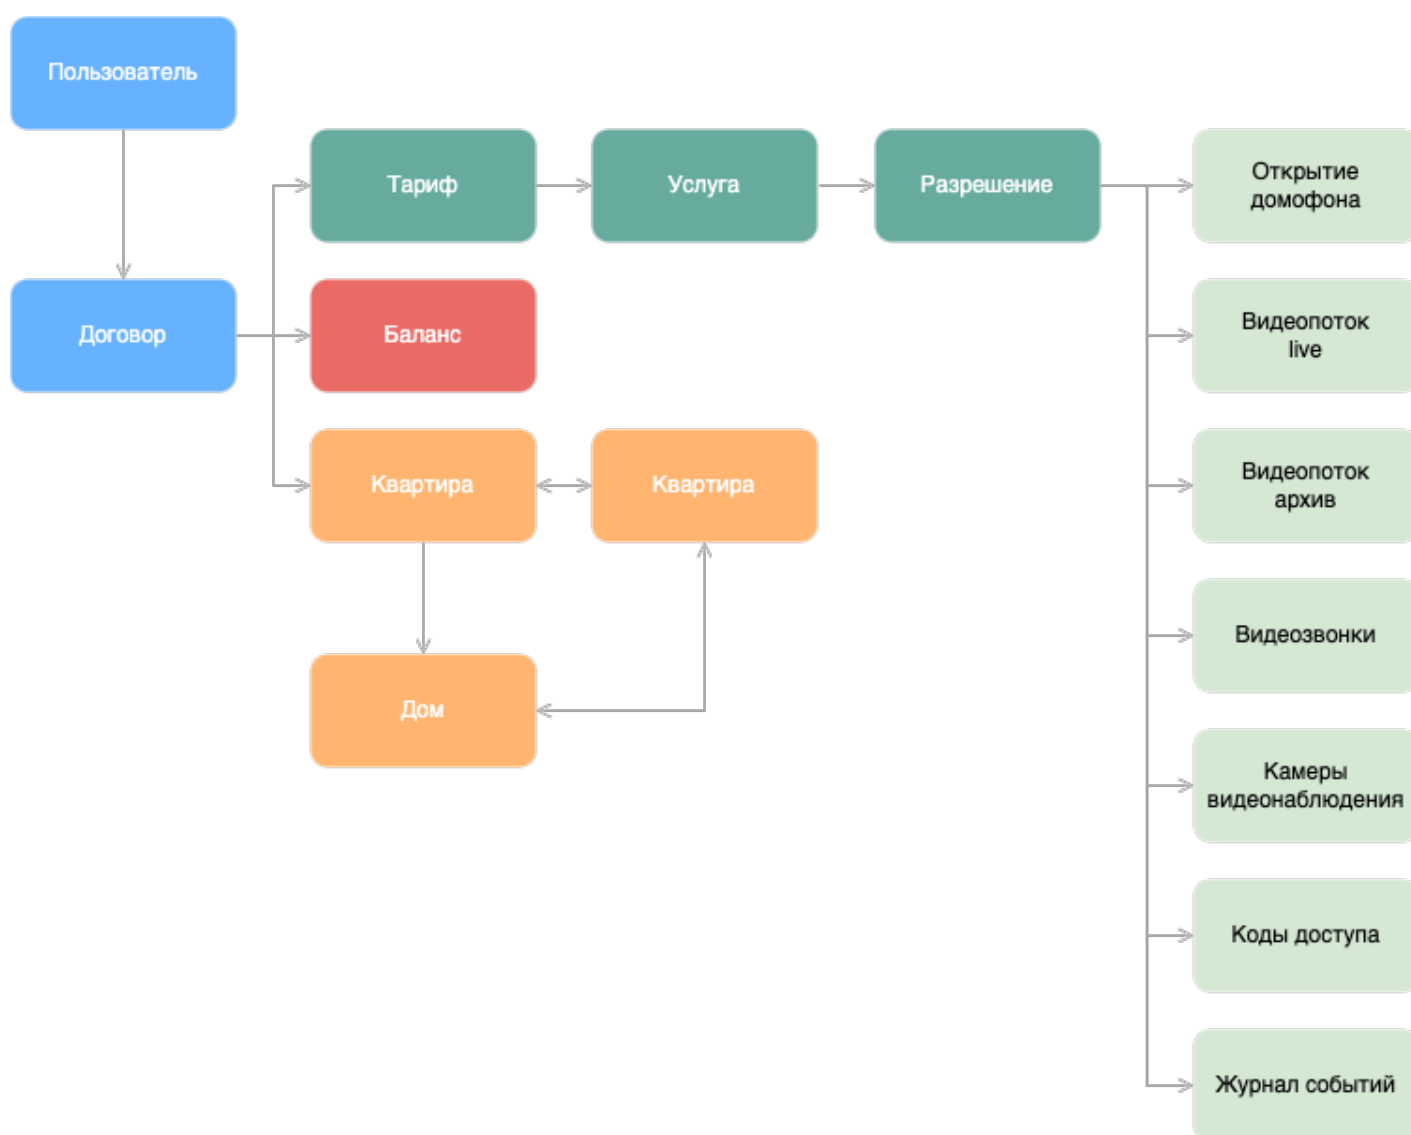 Пользователь
Тариф
Услуга
Разрешение
Открытие
домофона
Договор
Баланс
Видеопоток
live
Квартира
Квартира
Видеопоток
архив
Видеозвонки
Дом
Камеры
видеонаблюдения
Коды доступа
Журнал событий